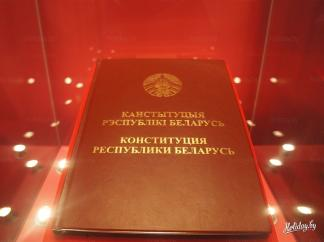 КАНСТЫТУЦЫЯ
РЭСПУБЛІКІ БЕЛАРУСЬ
КОНСТИТУЦИЯ
РЕСПУБЛИКИ БЕЛАРУСЬ
Holiday.by